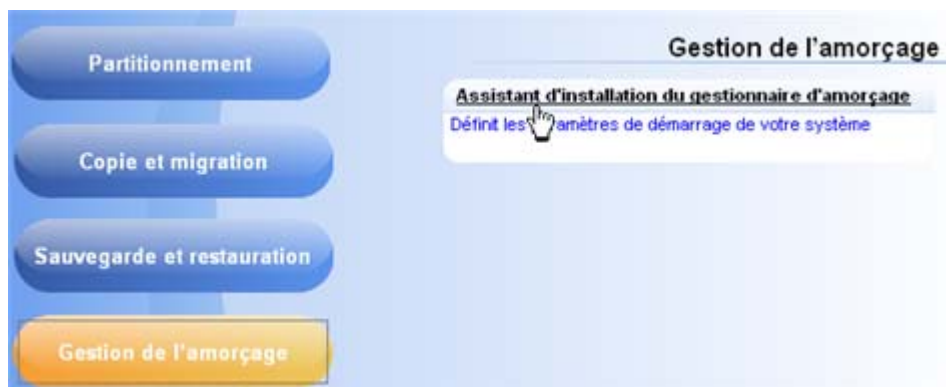 Partitionnement
Copie et migration
Sauvegarde et restauration
Gestion de l'amorçage
Gestion de l'amorçage
Assistant d'installation du gestionnaire d'amorçage
Définit les amètres de démarrage de votre système